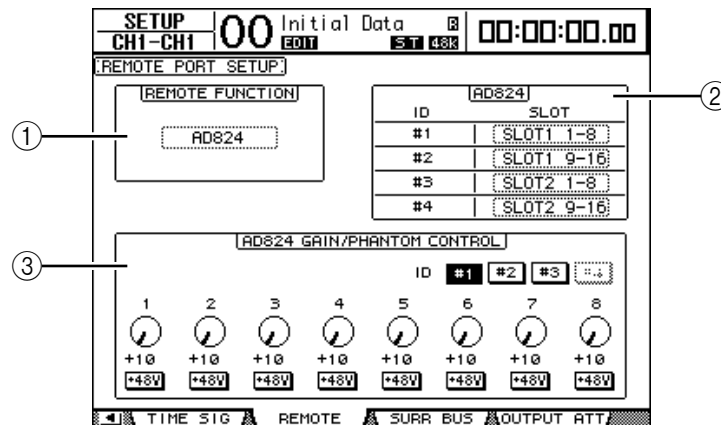 SETUP
CH1-CH1
00 Initial Data R
EDIT ST 48K
00:00:00.00
REMOTE PORT SETUP
REMOTE FUNCTION
AD824
AD824
ID SLOT
#1 SLOT1 1-8
#2 SLOT1 9-16
#3 SLOT2 1-8
#4 SLOT2 9-16
1
2
3
AD824 GAIN/PHANTOM CONTROL
ID #1 #2 #3
1 2 3 4 5 6 7 8
+10 +10 +10 +10 +10 +10 +10 +10
+48V +48V +48V +48V +48V +48V +48V +48V
TIME SIG REMOTE SURR BUS OUTPUT ATT